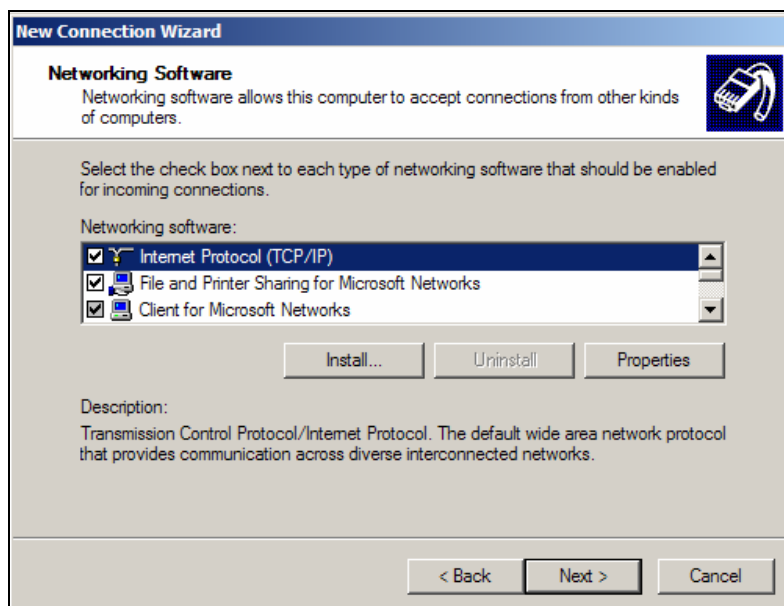 New Connection Wizard
Networking Software
Networking software allows this computer to accept connections from other kinds
of computers.
Select the check box next to each type of networking software that should be enabled
for incoming connections.
Networking software:
Internet Protocol (TCP/IP)
File and Printer Sharing for Microsoft Networks
Client for Microsoft Networks
Install... Uninstall Properties
Description:
Transmission Control Protocol/Internet Protocol. The default wide area network protocol
that provides communication across diverse interconnected networks.
< Back Next > Cancel